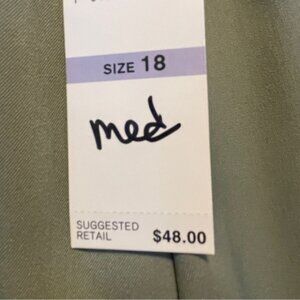 SIZE 18
med
SUGGESTED
RETAIL $48.00